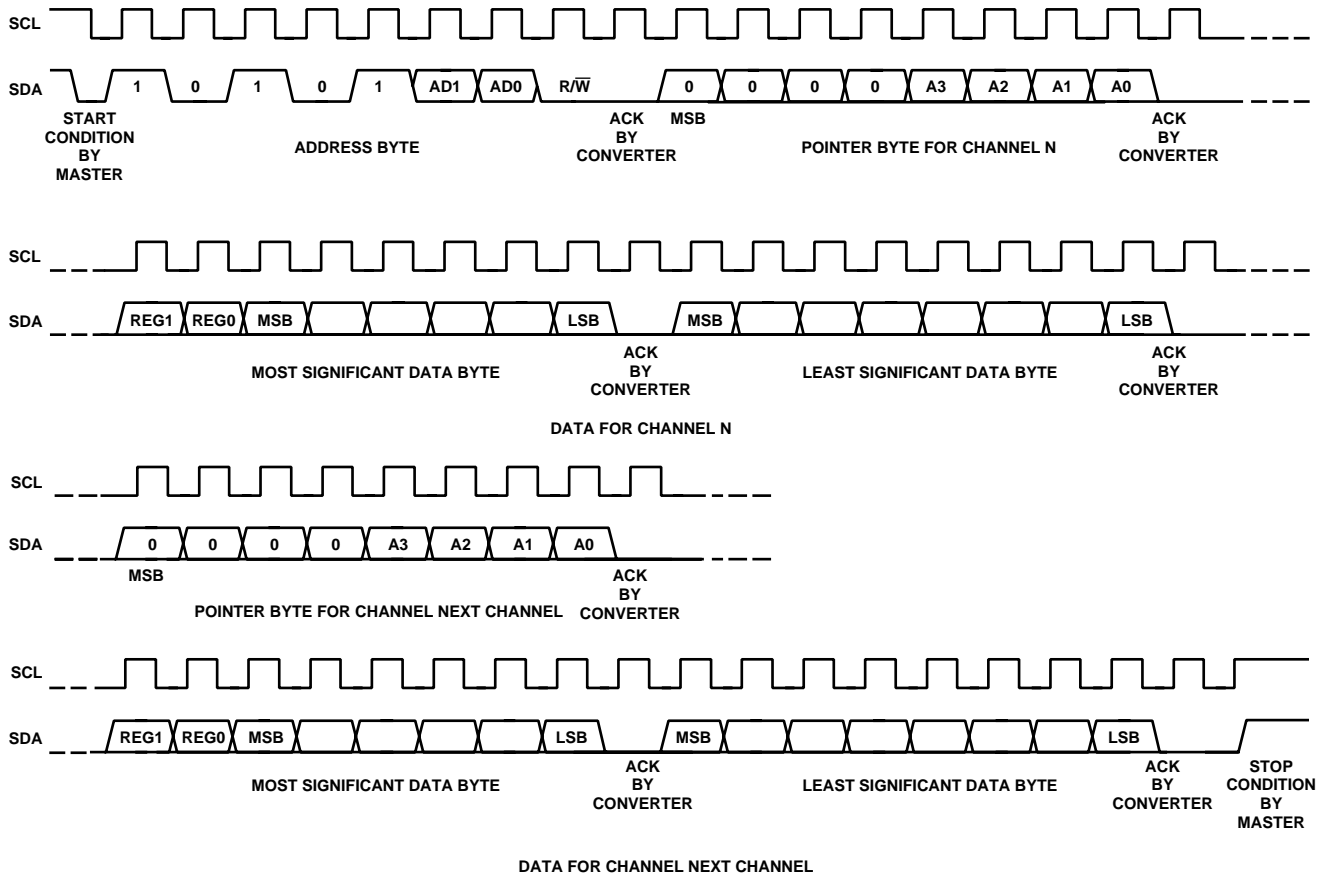 SCL
SDA 1 0 1 0 1 AD1 AD0 R/W̅ 0 0 0 0 A3 A2 A1 A0
START
CONDITION
BY
MASTER
ADDRESS BYTE
ACK
BY
CONVERTER
MSB
POINTER BYTE FOR CHANNEL N
ACK
BY
CONVERTER
SCL
SDA REG1 REG0 MSB LSB MSB LSB
MOST SIGNIFICANT DATA BYTE
ACK
BY
CONVERTER
LEAST SIGNIFICANT DATA BYTE
ACK
BY
CONVERTER
DATA FOR CHANNEL N
SCL
SDA 0 0 0 0 A3 A2 A1 A0
MSB
POINTER BYTE FOR CHANNEL NEXT CHANNEL
ACK
BY
CONVERTER
SCL
SDA REG1 REG0 MSB LSB MSB LSB
MOST SIGNIFICANT DATA BYTE
ACK
BY
CONVERTER
LEAST SIGNIFICANT DATA BYTE
ACK
BY
CONVERTER
STOP
CONDITION
BY
MASTER
DATA FOR CHANNEL NEXT CHANNEL